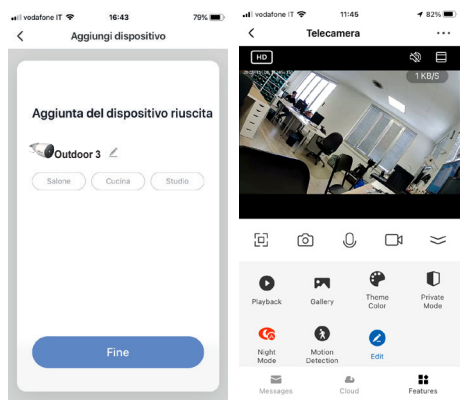 vodafone IT
16:43
79%
Aggiungi dispositivo
Aggiunta del dispositivo riuscita
Outdoor 3
Salone
Cucina
Studio
Fine
vodafone IT
11:45
82%
Telecamera
HD
1 KB/S
Playback
Gallery
Theme
Color
Private
Mode
Night
Mode
Motion
Detection
Edit
Messages
Cloud
Features